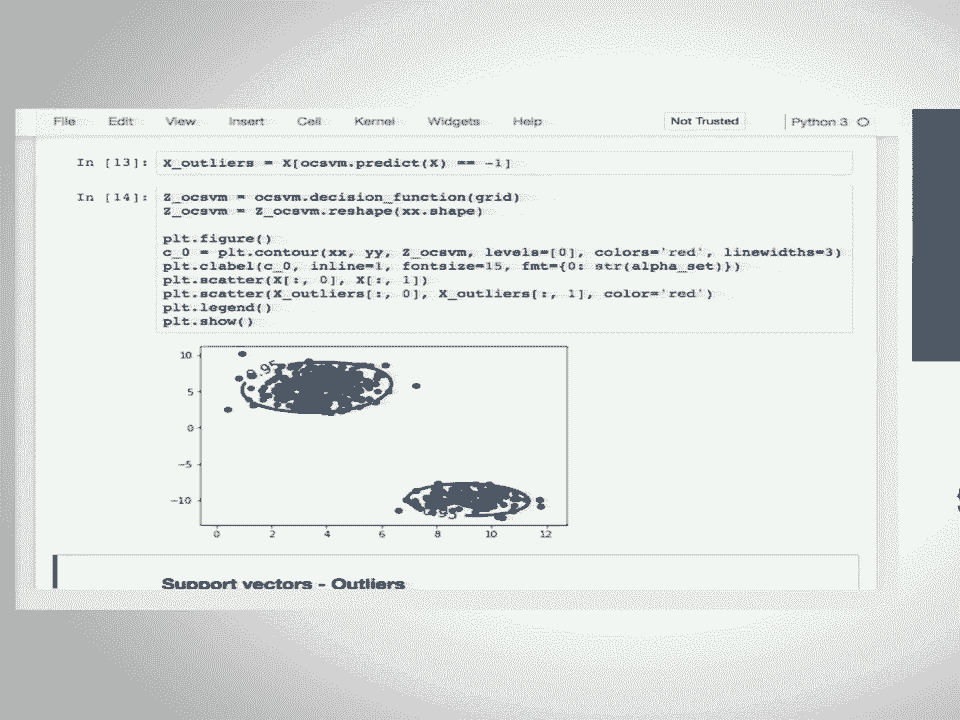 File Edit View Insert Cell Kernel Widgets Help Not Trusted Python 3
In [13]: X_outliers = X[ocsvm.predict(X) == -1]
In [14]: Z_ocsvm = ocsvm.decision_function(grid)
Z_ocsvm = Z_ocsvm.reshape(xx.shape)
plt.figure()
c_0 = plt.contour(xx, yy, Z_ocsvm, levels=[0], colors='red', linewidths=3)
plt.clabel(c_0, inline=1, fontsize=15, fmt={0: str(alpha_set)})
plt.scatter(X[:, 0], X[:, 1])
plt.scatter(X_outliers[:, 0], X_outliers[:, 1], color='red')
plt.legend()
plt.show()
10
0.95
5
0
-5
-10
0.95
0 2 4 6 8 10 12
Support vectors - Outliers